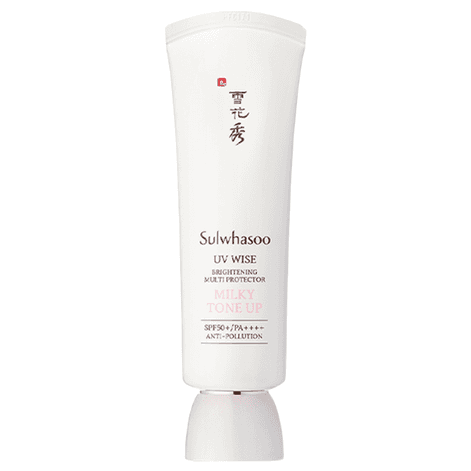 雪
花
秀
Sulwhasoo
UV WISE
BRIGHTENING
MULTI PROTECTOR
MILKY
TONE UP
SPF50+/PA++++
ANTI-POLLUTION